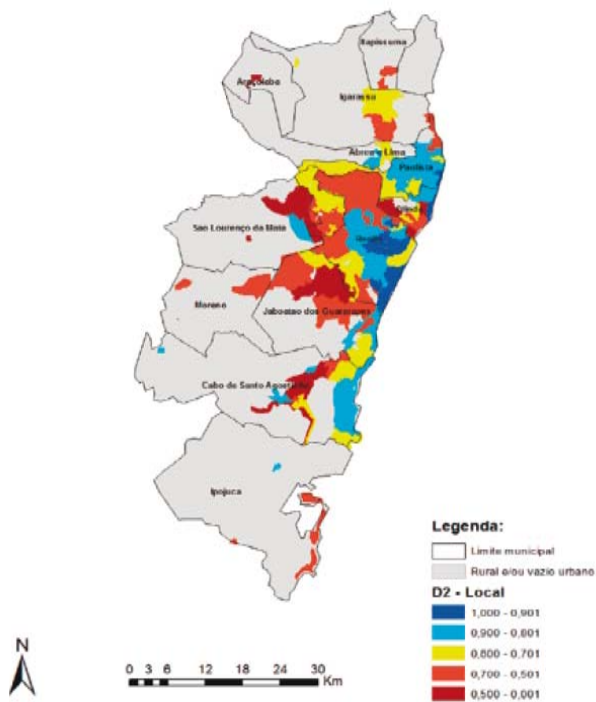 Itapissuma
Araçoiaba
Igarassu
Abreu e Lima
Paulista
Olinda
Recife
São Lourenço da Mata
Moreno
Jaboatão dos Guararapes
Cabo de Santo Agostinho
Ipojuca
Legenda:
Limite municipal
Rural e/ou vazio urbano
D2 - Local
1,000 - 0,901
0,900 - 0,801
0,800 - 0,701
0,700 - 0,501
0,500 - 0,001
N
0 3 6 12 18 24 30
Km